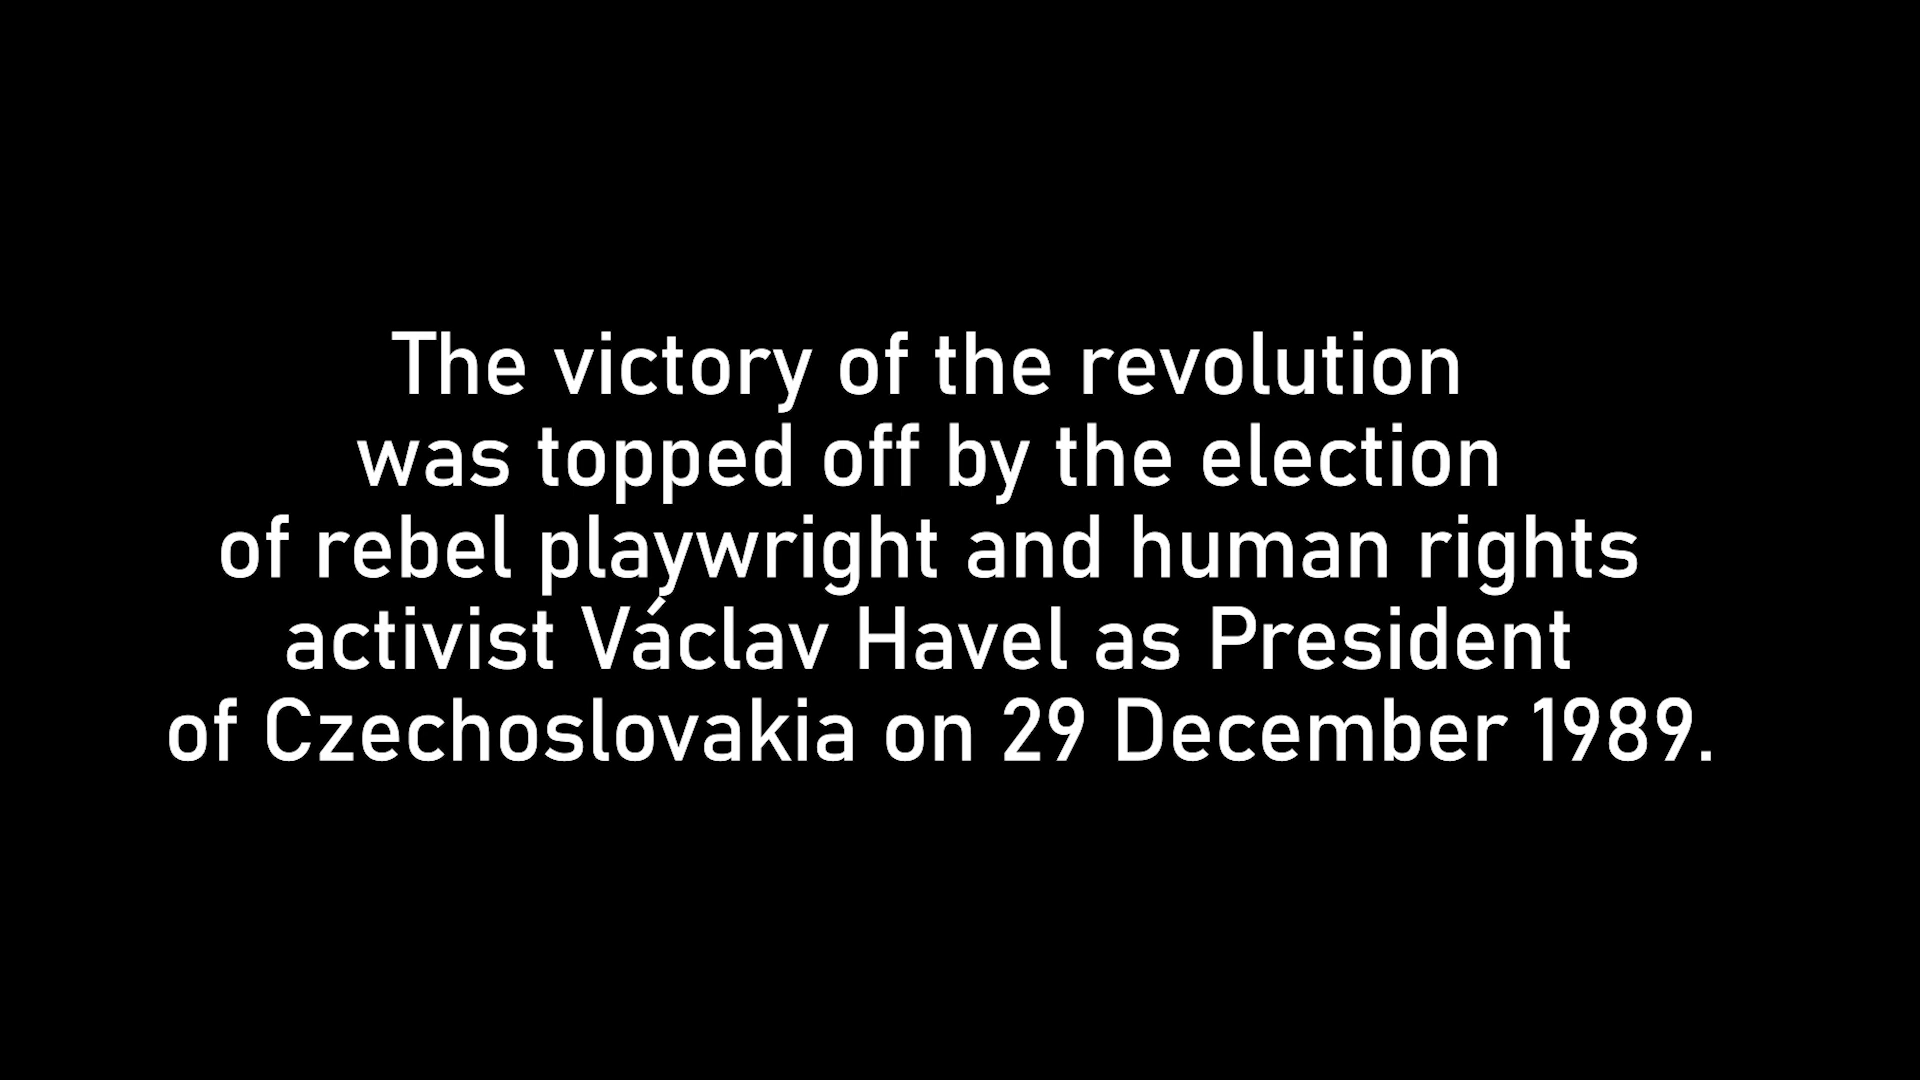 The victory of the revolution
was topped off by the election
of rebel playwright and human rights
activist Václav Havel as President
of Czechoslovakia on 29 December 1989.